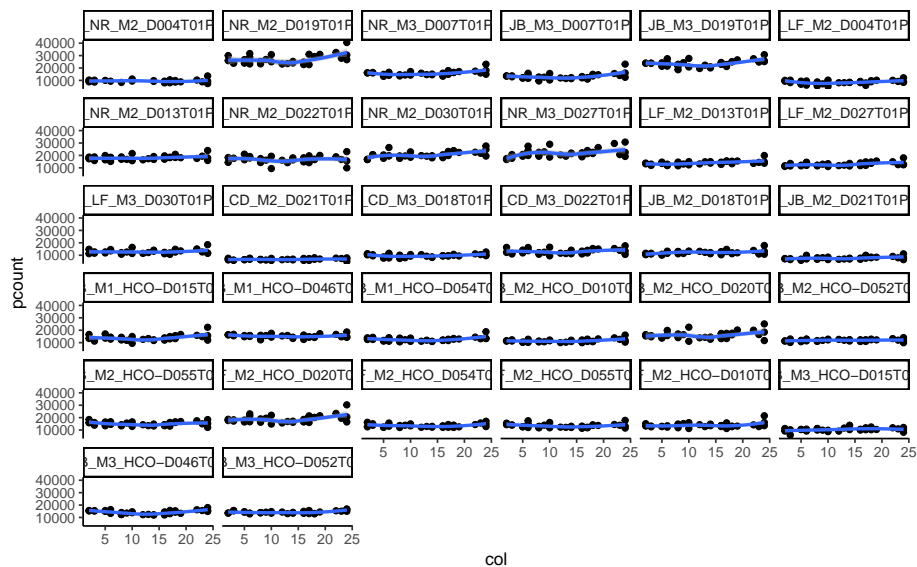 _NR_M2_D004T01P _NR_M2_D019T01P _NR_M3_D007T01P _JB_M3_D007T01P _JB_M3_D019T01P _LF_M2_D004T01P
40000
30000
20000
10000
_NR_M2_D013T01P _NR_M2_D022T01P _NR_M2_D030T01P _NR_M3_D027T01P _LF_M2_D013T01P _LF_M2_D027T01P
40000
30000
20000
10000
_LF_M3_D030T01P _CD_M2_D021T01P _CD_M3_D018T01P _CD_M3_D022T01P _JB_M2_D018T01P _JB_M2_D021T01P
40000
30000
20000
10000
pcount
_M1_HCO-D015T0 _M1_HCO-D046T0 _M1_HCO-D054T0 _M2_HCO_D010T0 _M2_HCO_D020T0 _M2_HCO-D052T0
40000
30000
20000
10000
_M2_HCO-D055T0 _M2_HCO_D020T0 _M2_HCO_D054T0 _M2_HCO_D055T0 _M2_HCO-D010T0 _M3_HCO-D015T0
40000
30000
20000
10000
5 10 15 20 25 5 10 15 20 25 5 10 15 20 25 5 10 15 20 25
_M3_HCO-D046T0 _M3_HCO-D052T0
40000
30000
20000
10000
5 10 15 20 25 5 10 15 20 25
col